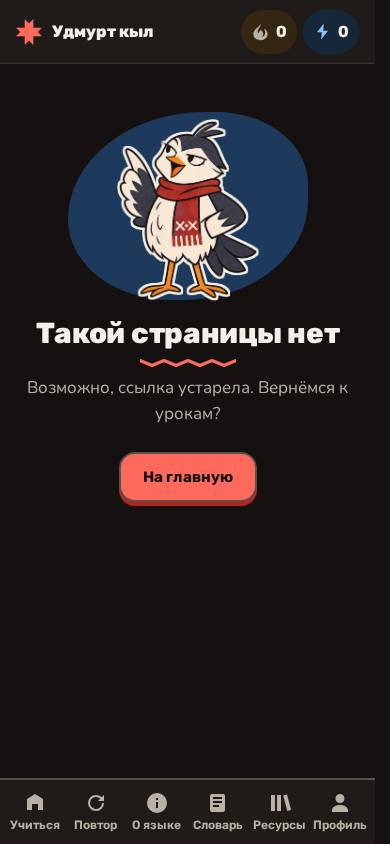 Удмурт кыл
0
0
Такой страницы нет
Возможно, ссылка устарела. Вернёмся к
урокам?
На главную
Учиться
Повтор
О языке
Словарь
Ресурсы
Профиль